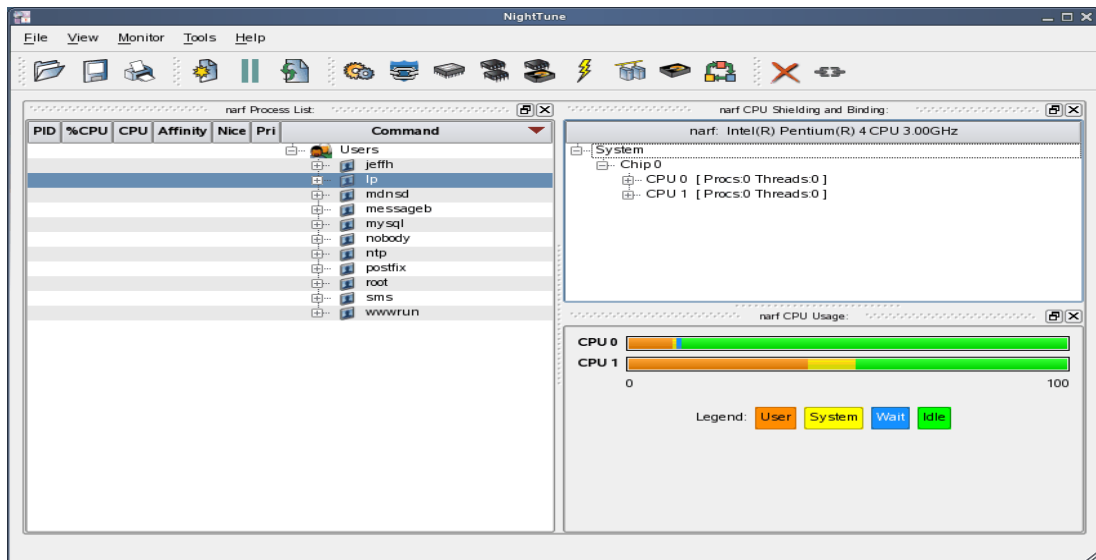 NightTune
File View Monitor Tools Help
narf Process List:
PID %CPU CPU Affinity Nice Pri Command
Users
jeffh
lp
mdnsd
messageb
mysql
nobody
ntp
postfix
root
sms
wwwrun
narf CPU Shielding and Binding:
narf: Intel(R) Pentium(R) 4 CPU 3.00GHz
System
Chip 0
CPU 0 [ Procs:0 Threads:0 ]
CPU 1 [ Procs:0 Threads:0 ]
narf CPU Usage:
CPU 0
CPU 1
0 100
Legend: User System Wait Idle